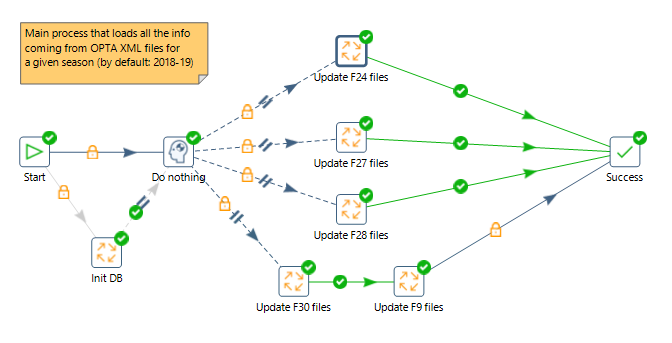 Main process that loads all the info
coming from OPTA XML files for
a given season (by default: 2018-19)
Update F24 files
Start
Do nothing
Update F27 files
Success
Update F28 files
Init DB
Update F30 files
Update F9 files